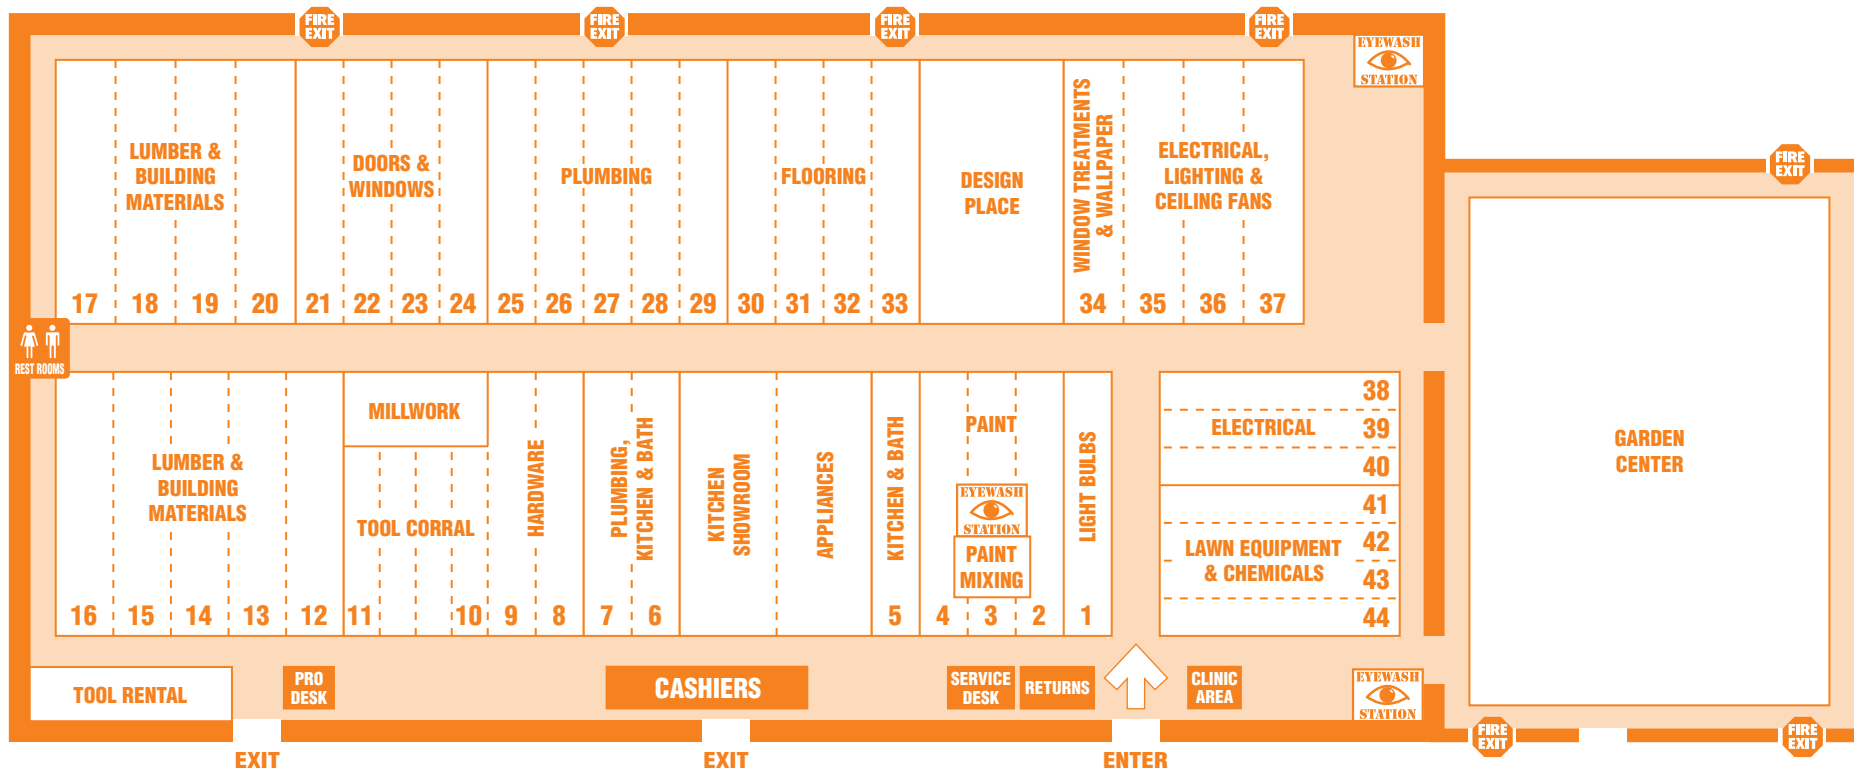 FIRE
EXIT
FIRE
EXIT
FIRE
EXIT
FIRE
EXIT
EYEWASH
STATION
FIRE
EXIT
LUMBER &
BUILDING
MATERIALS
DOORS &
WINDOWS
PLUMBING
FLOORING
DESIGN
PLACE
WINDOW TREATMENTS
& WALLPAPER
ELECTRICAL,
LIGHTING &
CEILING FANS
17 18 19 20 21 22 23 24 25 26 27 28 29 30 31 32 33 34 35 36 37
REST ROOMS
LUMBER &
BUILDING
MATERIALS
MILLWORK
TOOL CORRAL
HARDWARE
PLUMBING,
KITCHEN & BATH
KITCHEN
SHOWROOM
APPLIANCES
KITCHEN & BATH
PAINT
EYEWASH
STATION
PAINT
MIXING
LIGHT BULBS
16 15 14 13 12 11 10 9 8 7 6 5 4 3 2 1
38
ELECTRICAL 39
40
41
LAWN EQUIPMENT 42
& CHEMICALS 43
44
GARDEN
CENTER
TOOL RENTAL
PRO
DESK
CASHIERS
SERVICE
DESK
RETURNS
CLINIC
AREA
EYEWASH
STATION
FIRE
EXIT
FIRE
EXIT
EXIT
EXIT
ENTER